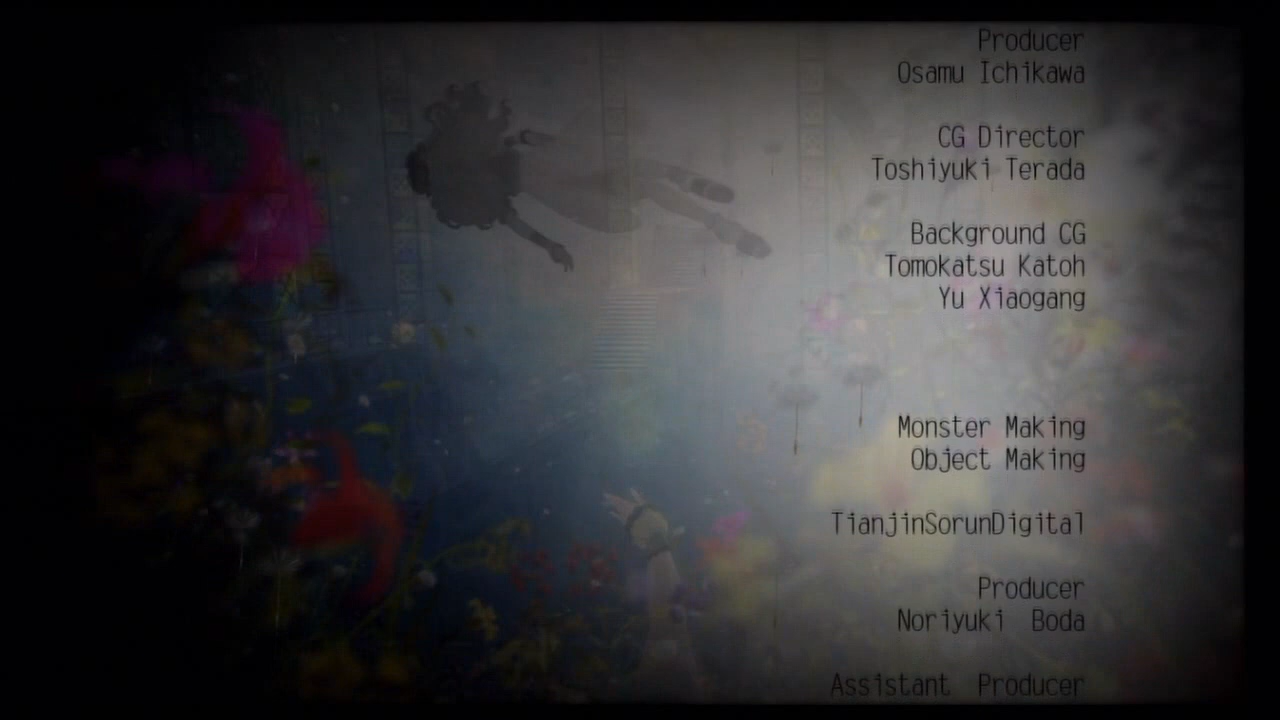 Producer
Osamu Ichikawa
CG Director
Toshiyuki Terada
Background CG
Tomokatsu Katoh
Yu Xiaogang
Monster Making
Object Making
TianjinSorunDigital
Producer
Noriyuki Boda
Assistant Producer